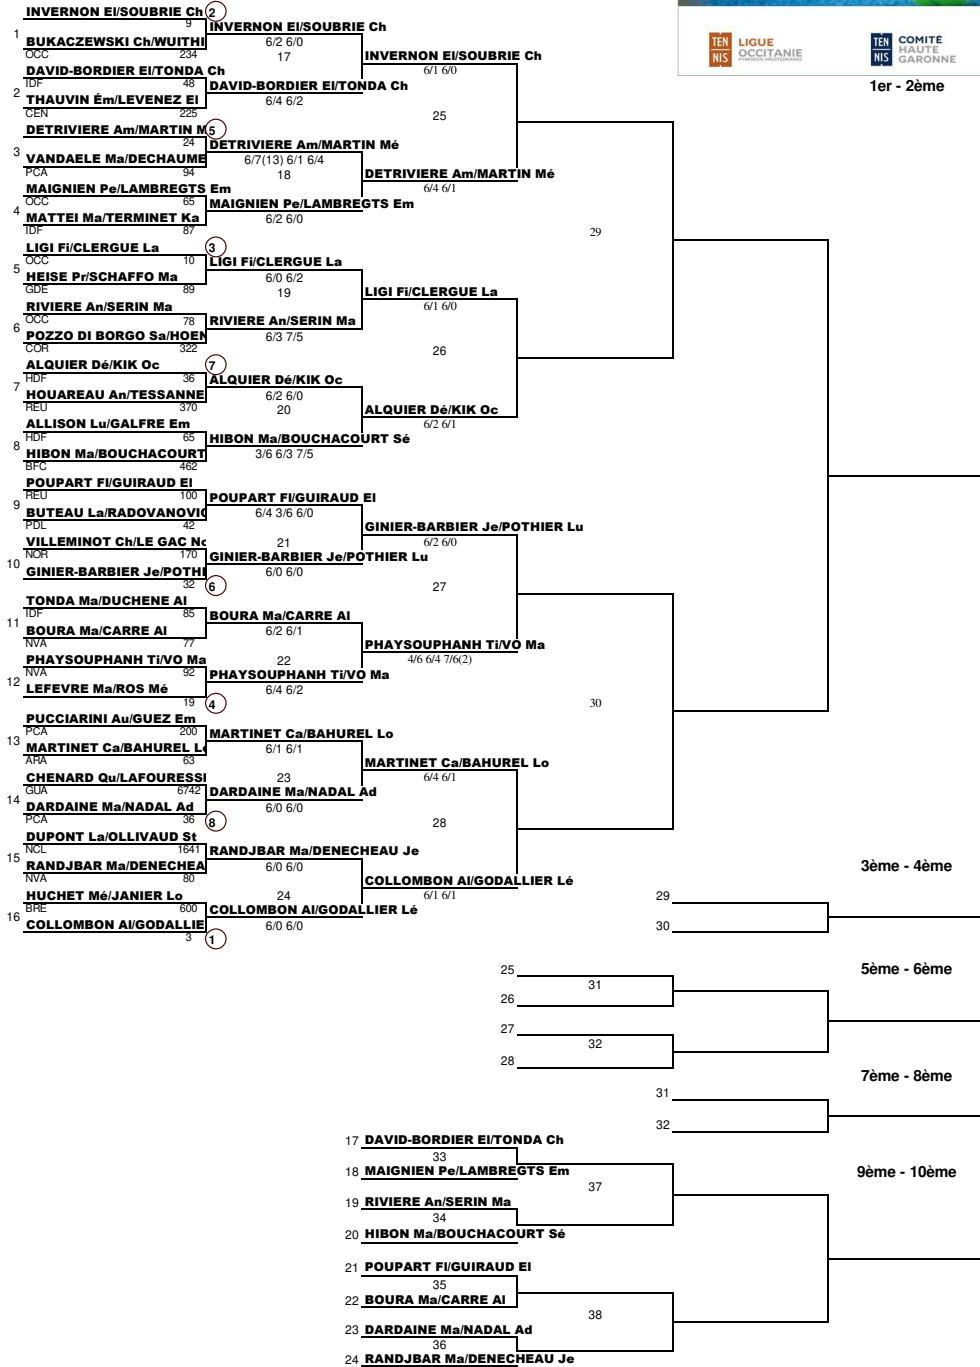 INVERNON El/SOUBRIE Ch 2
9
1
BUKACZEWSKI Ch/WUITHI
OCC 234
INVERNON El/SOUBRIE Ch
6/2 6/0
17
DAVID-BORDIER El/TONDA Ch
IDF 48
2
THAUVIN Ém/LEVENEZ El
CEN 225
DAVID-BORDIER El/TONDA Ch
6/4 6/2
INVERNON El/SOUBRIE Ch
6/1 6/0
25
DETRIVIERE Am/MARTIN M 5
24
3
VANDAELE Ma/DECHAUME
PCA 94
DETRIVIERE Am/MARTIN Mé
6/7(13) 6/1 6/4
18
MAIGNIEN Pe/LAMBREGTS Em
OCC 65
4
MATTEI Ma/TERMINET Ka
IDF 87
MAIGNIEN Pe/LAMBREGTS Em
6/2 6/0
DETRIVIERE Am/MARTIN Mé
6/4 6/1
29
LIGI Fi/CLERGUE La 3
OCC 10
5
HEISE Pr/SCHAFFO Ma
GDE 89
LIGI Fi/CLERGUE La
6/0 6/2
19
RIVIERE An/SERIN Ma
OCC 78
6
POZZO DI BORGO Sa/HOEN
COR 322
RIVIERE An/SERIN Ma
6/3 7/5
LIGI Fi/CLERGUE La
6/1 6/0
26
ALQUIER Dé/KIK Oc 7
HDF 36
7
HOUAREAU An/TESSANNE
REU 370
ALQUIER Dé/KIK Oc
6/2 6/0
20
ALLISON Lu/GALFRE Em
HDF 65
8
HIBON Ma/BOUCHACOURT
BFC 462
HIBON Ma/BOUCHACOURT Sé
3/6 6/3 7/5
ALQUIER Dé/KIK Oc
6/2 6/1
POUPART Fl/GUIRAUD El
REU 100
9
BUTEAU La/RADOVANOVIC
PDL 42
POUPART Fl/GUIRAUD El
6/4 3/6 6/0
21
VILLEMINOT Ch/LE GAC No
NOR 170
10
GINIER-BARBIER Je/POTHI
32 6
GINIER-BARBIER Je/POTHIER Lu
6/0 6/0
GINIER-BARBIER Je/POTHIER Lu
6/2 6/0
27
TONDA Ma/DUCHENE Al
IDF 85
11
BOURA Ma/CARRE Al
NVA 77
BOURA Ma/CARRE Al
6/2 6/1
22
PHAYSOUPHANH Ti/VO Ma
NVA 92
12
LEFEVRE Ma/ROS Mé
19 4
PHAYSOUPHANH Ti/VO Ma
6/4 6/2
PHAYSOUPHANH Ti/VO Ma
4/6 6/4 7/6(2)
30
PUCCIARINI Au/GUEZ Em
PCA 200
13
MARTINET Ca/BAHUREL Lo
ARA 63
MARTINET Ca/BAHUREL Lo
6/1 6/1
23
CHENARD Qu/LAFOURESSI
GUA 6742
14
DARDAINE Ma/NADAL Ad
PCA 36 8
DARDAINE Ma/NADAL Ad
6/0 6/0
MARTINET Ca/BAHUREL Lo
6/4 6/1
28
DUPONT La/OLLIVAUD St
NCL 1641
15
RANDJBAR Ma/DENECHEA
NVA 80
RANDJBAR Ma/DENECHEAU Je
6/0 6/0
24
HUCHET Mé/JANIER Lo
BRE 600
16
COLLOMBON Al/GODALLIE
3 1
COLLOMBON Al/GODALLIER Lé
6/0 6/0
COLLOMBON Al/GODALLIER Lé
6/1 6/1
TEN
NIS
LIGUE
OCCITANIE
PYRENEES-MÉDITERRANÉE
TEN
NIS
COMITÉ
HAUTE
GARONNE
1er - 2ème
3ème - 4ème
29
30
5ème - 6ème
25
31
26
27
32
28
7ème - 8ème
31
32
9ème - 10ème
17 DAVID-BORDIER El/TONDA Ch
33
18 MAIGNIEN Pe/LAMBREGTS Em
37
19 RIVIERE An/SERIN Ma
34
20 HIBON Ma/BOUCHACOURT Sé
21 POUPART Fl/GUIRAUD El
35
22 BOURA Ma/CARRE Al
38
23 DARDAINE Ma/NADAL Ad
36
24 RANDJBAR Ma/DENECHEAU Je